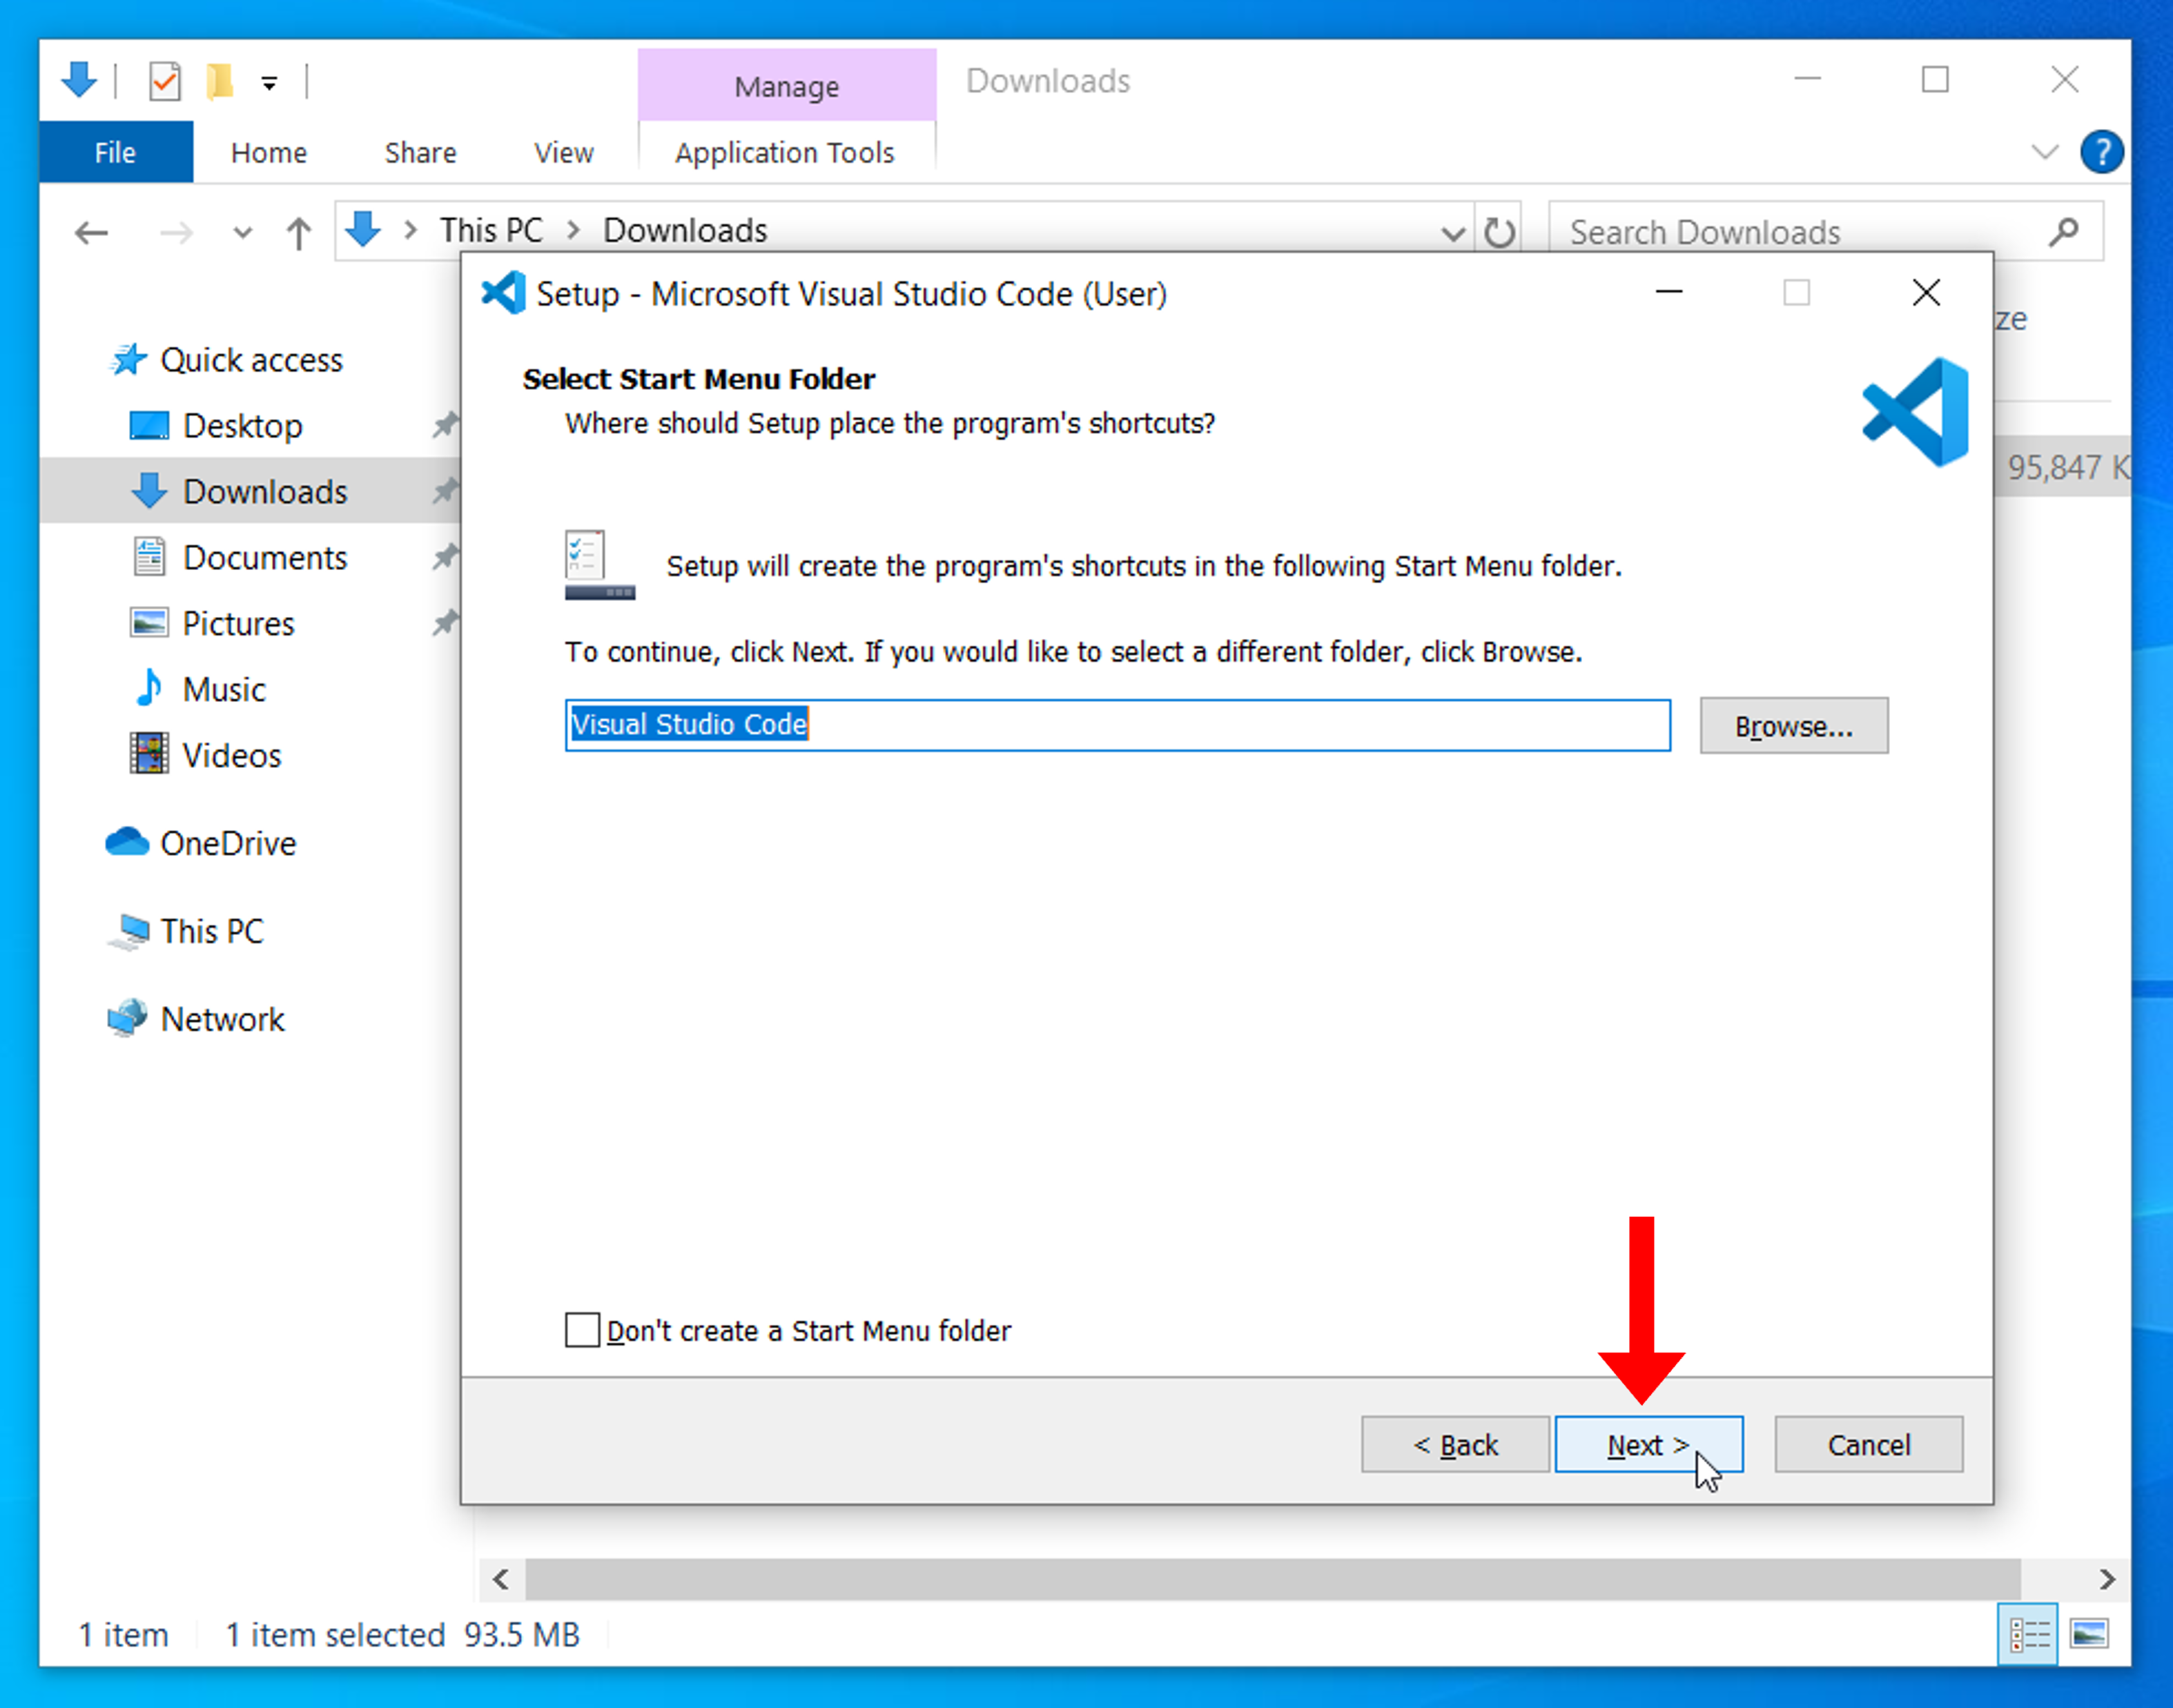 Manage
Downloads
File
Home
Share
View
Application Tools
?
This PC
Downloads
Search Downloads
Setup - Microsoft Visual Studio Code (User)
ze
Quick access
Desktop
Downloads
Documents
Pictures
Music
Videos
OneDrive
This PC
Network
95,847 K
Select Start Menu Folder
Where should Setup place the program's shortcuts?
Setup will create the program's shortcuts in the following Start Menu folder.
To continue, click Next. If you would like to select a different folder, click Browse.
Visual Studio Code
Browse...
Don't create a Start Menu folder
< Back
Next >
Cancel
1 item
1 item selected 93.5 MB